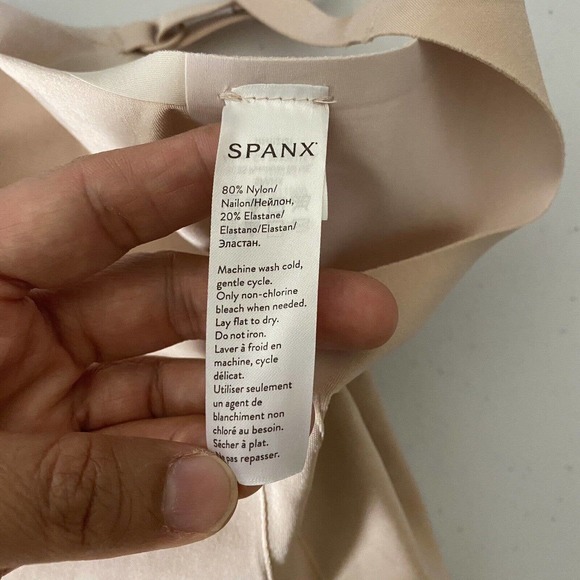 SPANX
80% Nylon/
Nailon/Нейлон,
20% Elastane/
Elastano/Elastan/
Эластан.
Machine wash cold,
gentle cycle.
Only non-chlorine
bleach when needed.
Lay flat to dry.
Do not iron.
Laver à froid en
machine, cycle
délicat.
Utiliser seulement
un agent de
blanchiment non
chloré au besoin.
Sécher à plat.
Ne pas repasser.